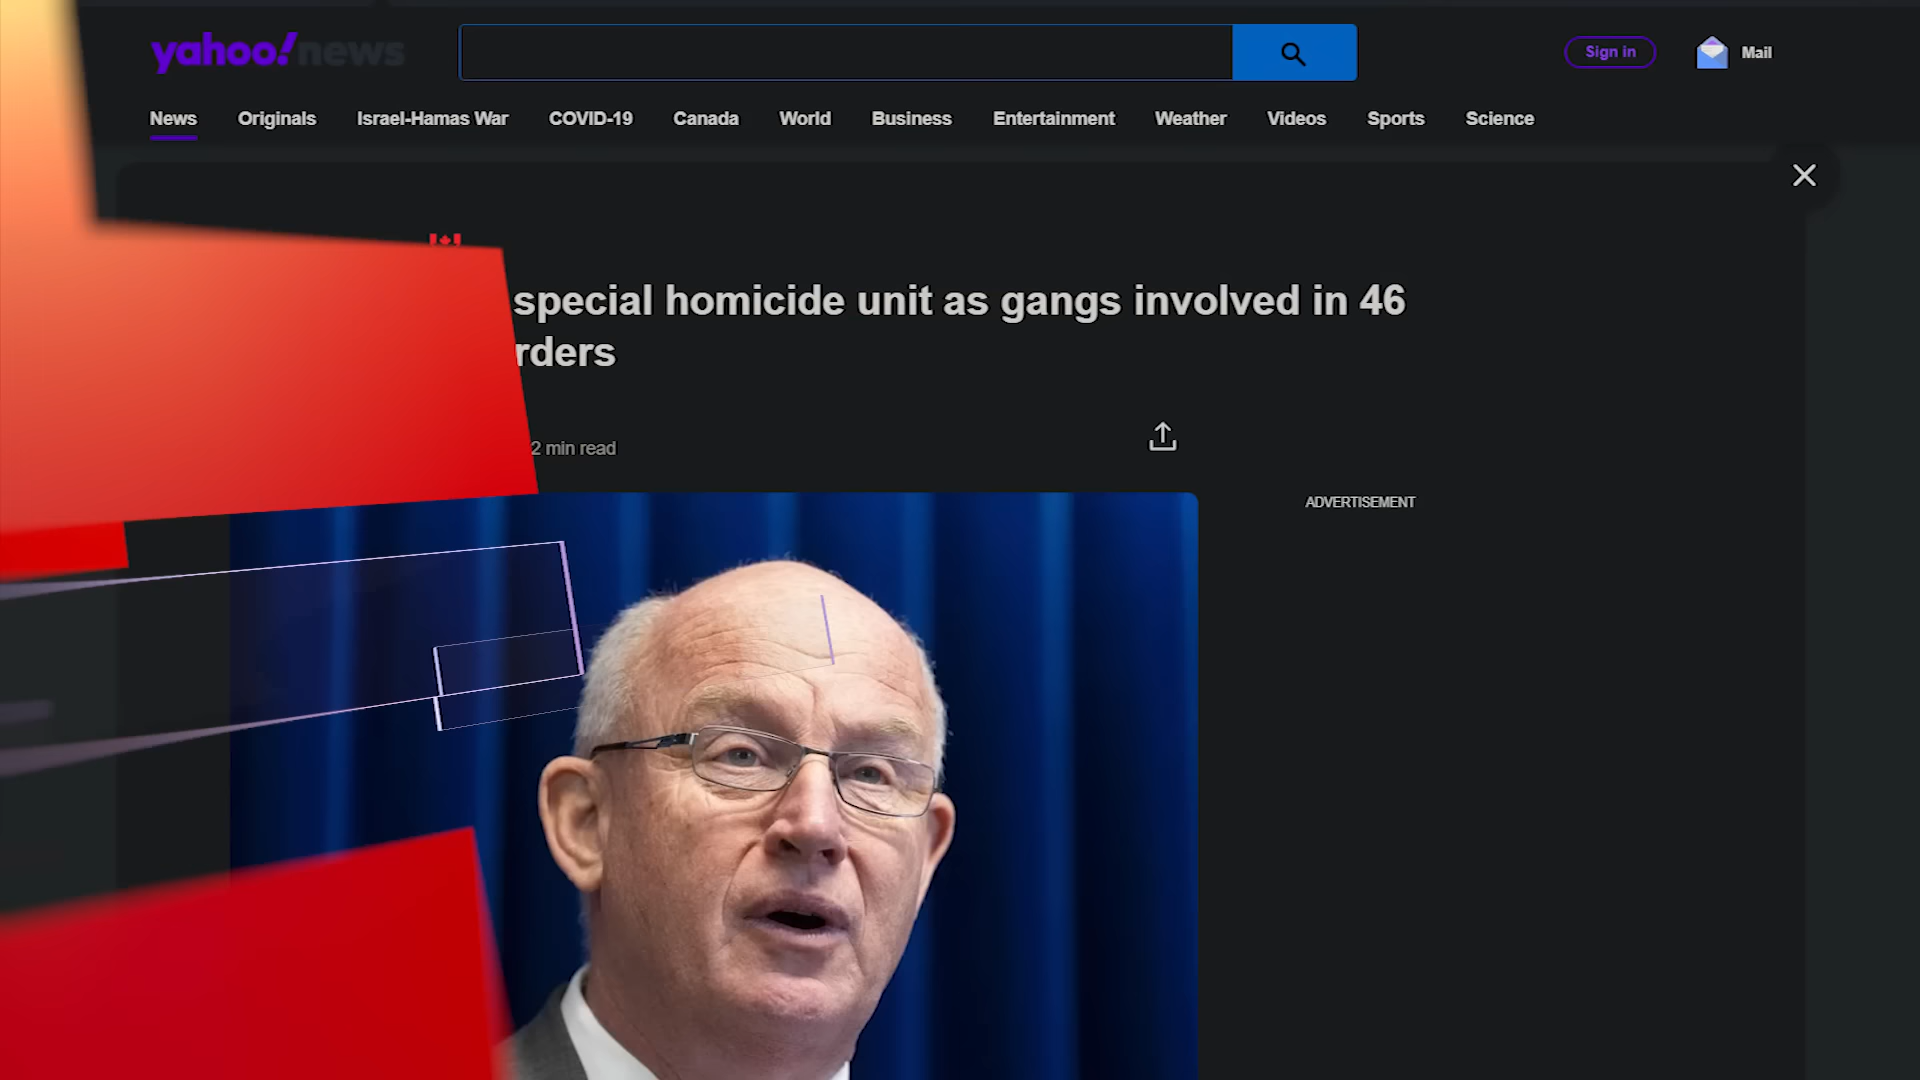 yahoo!news
Sign in
Mail
News Originals Israel-Hamas War COVID-19 Canada World Business Entertainment Weather Videos Sports Science
special homicide unit as gangs involved in 46
rders
2 min read
ADVERTISEMENT